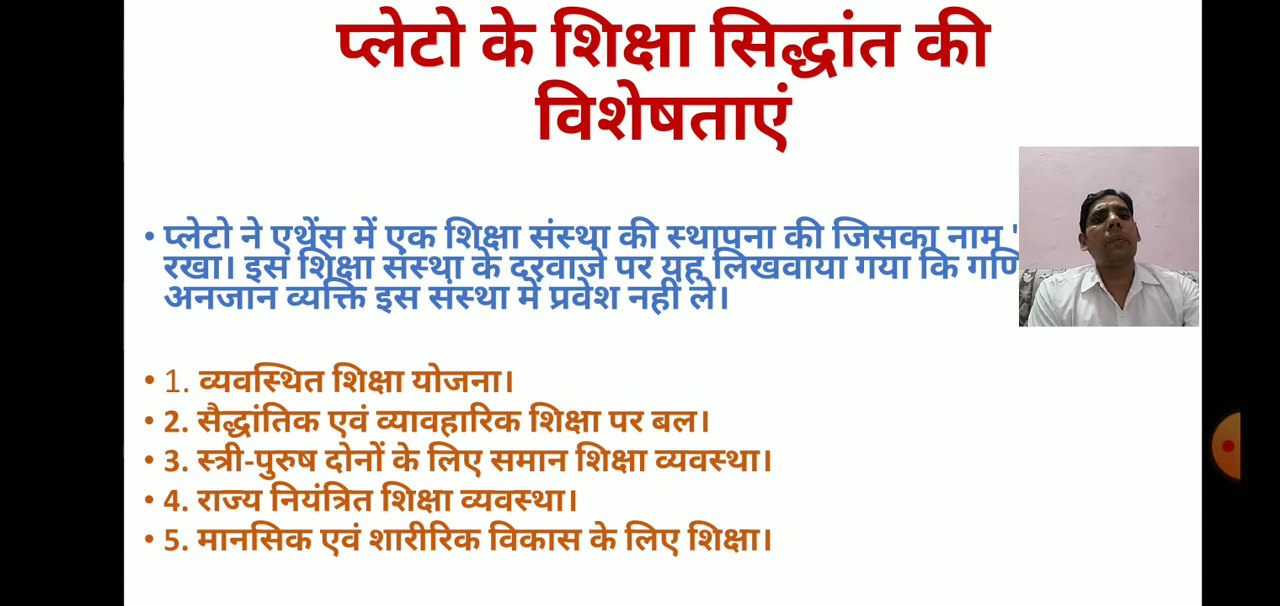 प्लेटो के शिक्षा सिद्धांत की
विशेषताएं
• प्लेटो ने एथेंस में एक शिक्षा संस्था की स्थापना की जिसका नाम '
रखा। इस शिक्षा संस्था के दरवाजे पर यह लिखवाया गया कि
अनजान व्यक्ति इस संस्था में प्रवेश नहीं ले।
• 1. व्यवस्थित शिक्षा योजना।
• 2. सैद्धांतिक एवं व्यावहारिक शिक्षा पर बल।
• 3. स्त्री-पुरुष दोनों के लिए समान शिक्षा व्यवस्था।
• 4. राज्य नियंत्रित शिक्षा व्यवस्था।
• 5. मानसिक एवं शारीरिक विकास के लिए शिक्षा।